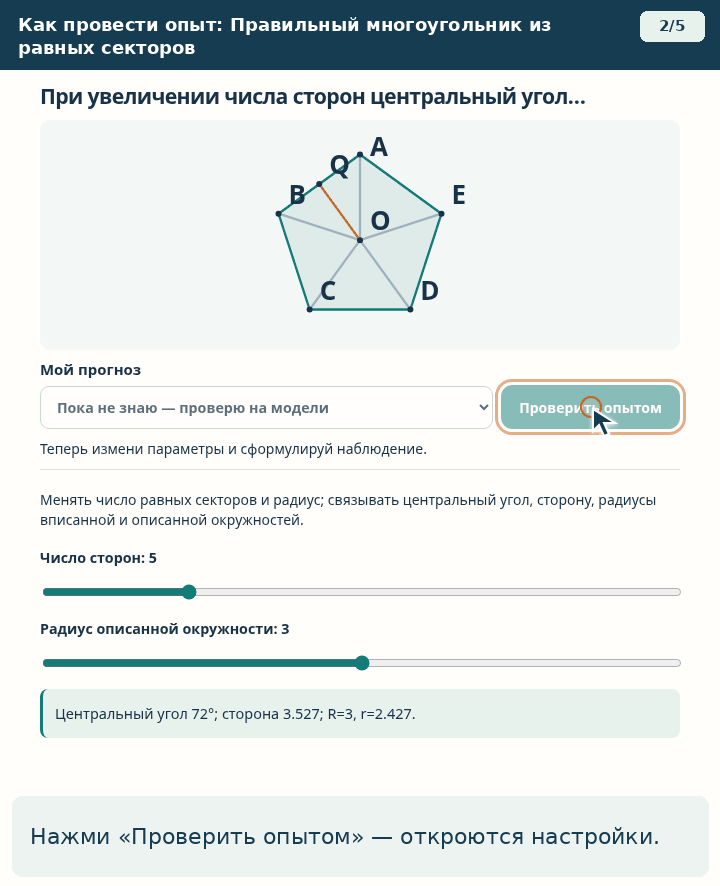 Как провести опыт: Правильный многоугольник из
равных секторов
2/5
При увеличении числа сторон центральный угол…
A
Q
B
E
O
C
D
Мой прогноз
Пока не знаю — проверю на модели
Проверить опытом
Теперь измени параметры и сформулируй наблюдение.
Менять число равных секторов и радиус; связывать центральный угол, сторону, радиусы
вписанной и описанной окружностей.
Число сторон: 5
Радиус описанной окружности: 3
Центральный угол 72°; сторона 3.527; R=3, r=2.427.
Нажми «Проверить опытом» — откроются настройки.